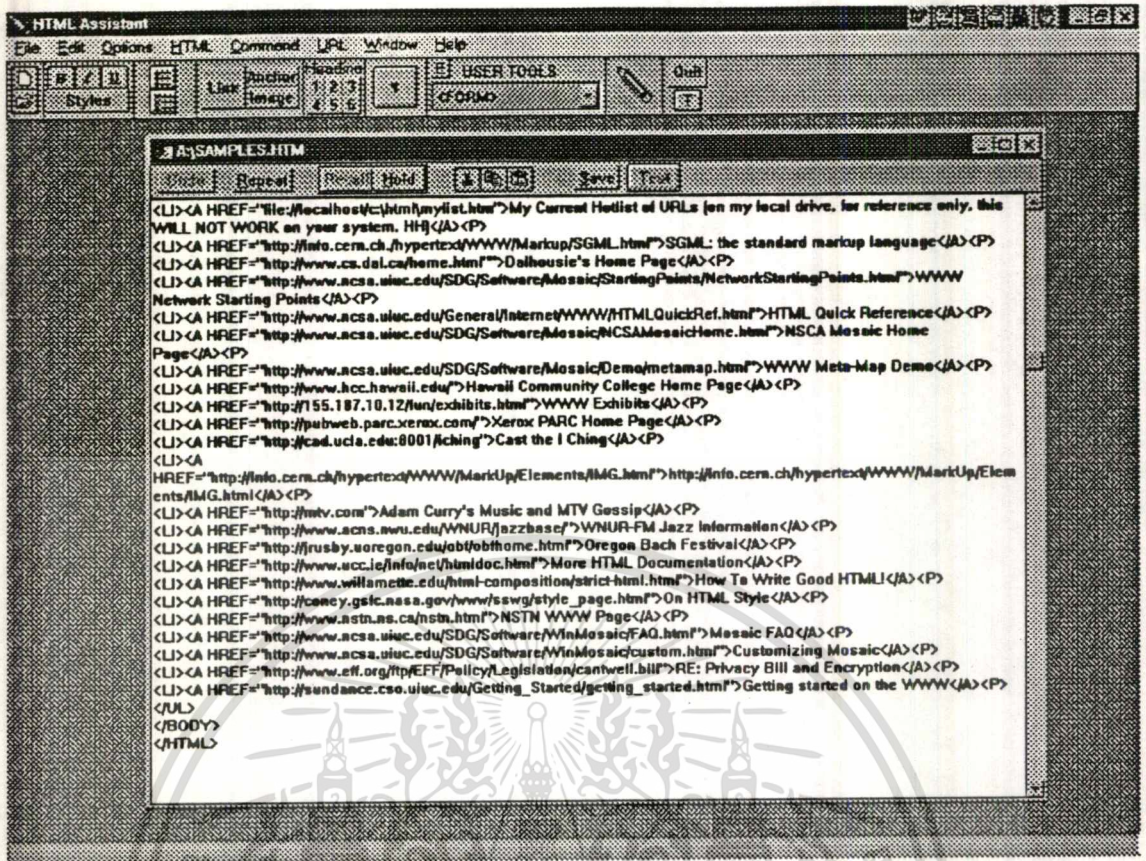 HTML Assistant
File Edit Options HTML Command URL Window Help
B I U Link Anchor Heading 1 2 3 USER TOOLS Quit
Styles Image 4 5 6 <FORM> T
A:\SAMPLES.HTM
Undo Repeat Recall Hold Save Test
<LI><A HREF="file://localhost/c:\html\mylist.htm">My Current Hotlist of URLs (on my local drive, for reference only, this
WILL NOT WORK on your system. HH)</A><P>
<LI><A HREF="http://info.cern.ch./hypertext/WWW/Markup/SGML.html">SGML: the standard markup language</A><P>
<LI><A HREF="http://www.cs.dal.ca/home.html"">Dalhousie's Home Page</A><P>
<LI><A HREF="http://www.ncsa.uiuc.edu/SDG/Software/Mosaic/StartingPoints/NetworkStartingPoints.html">WWW
Network Starting Points</A><P>
<LI><A HREF="http://www.ncsa.uiuc.edu/General/Internet/WWW/HTMLQuickRef.html">HTML Quick Reference</A><P>
<LI><A HREF="http://www.ncsa.uiuc.edu/SDG/Software/Mosaic/NCSAMosaicHome.html">NSCA Mosaic Home
Page</A><P>
<LI><A HREF="http://www.ncsa.uiuc.edu/SDG/Software/Mosaic/Demo/metamap.html">WWW Meta-Map Demo</A><P>
<LI><A HREF="http://www.hcc.hawaii.edu/">Hawaii Community College Home Page</A><P>
<LI><A HREF="http://155.187.10.12/fun/exhibits.html">WWW Exhibits</A><P>
<LI><A HREF="http://pubweb.parc.xerox.com/">Xerox PARC Home Page</A><P>
<LI><A HREF="http://cad.ucla.edu:8001/iching">Cast the I Ching</A><P>
<LI><A
HREF="http://info.cern.ch/hypertext/WWW/MarkUp/Elements/IMG.html">http://info.cern.ch/hypertext/WWW/MarkUp/Elem
ents/IMG.html</A><P>
<LI><A HREF="http://mtv.com">Adam Curry's Music and MTV Gossip</A><P>
<LI><A HREF="http://www.acns.nwu.edu/WNUR/jazzbase/">WNUR-FM Jazz Information</A><P>
<LI><A HREF="http://jrusby.uoregon.edu/obf/obfhome.html">Oregon Bach Festival</A><P>
<LI><A HREF="http://www.ucc.ie/info/net/htmldoc.html">More HTML Documentation</A><P>
<LI><A HREF="http://www.willamette.edu/html-composition/strict-html.html">How To Write Good HTML!</A><P>
<LI><A HREF="http://coney.gsfc.nasa.gov/www/sswg/style_page.html">On HTML Style</A><P>
<LI><A HREF="http://www.nstn.ns.ca/nstn.html">NSTN WWW Page</A><P>
<LI><A HREF="http://www.ncsa.uiuc.edu/SDG/Software/WinMosaic/FAQ.html">Mosaic FAQ</A><P>
<LI><A HREF="http://www.ncsa.uiuc.edu/SDG/Software/WinMosaic/custom.html">Customizing Mosaic</A><P>
<LI><A HREF="http://www.eff.org/ftp/EFF/Policy/Legislation/cantwell.bill">RE: Privacy Bill and Encryption</A><P>
<LI><A HREF="http://sundance.cso.uiuc.edu/Getting_Started/getting_started.html">Getting started on the WWW</A><P>
</UL>
</BODY>
</HTML>